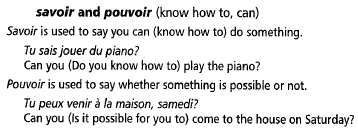 savoir and pouvoir (know how to, can)
Savoir is used to say you can (know how to) do something.
Tu sais jouer du piano?
Can you (Do you know how to) play the piano?
Pouvoir is used to say whether something is possible or not.
Tu peux venir à la maison, samedi?
Can you (Is it possible for you to) come to the house on Saturday?